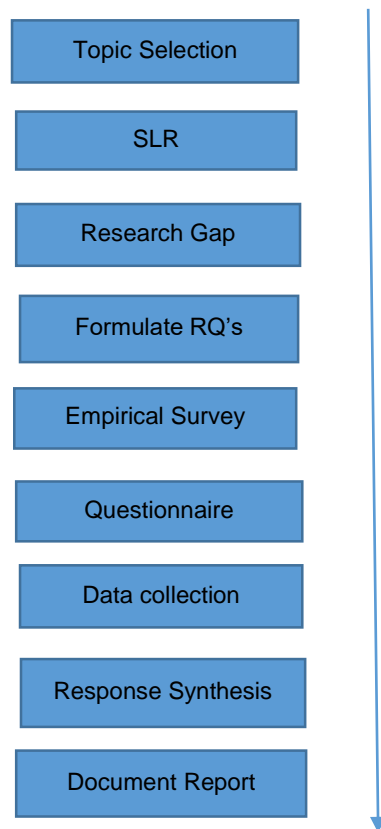 Topic Selection
SLR
Research Gap
Formulate RQ’s
Empirical Survey
Questionnaire
Data collection
Response Synthesis
Document Report